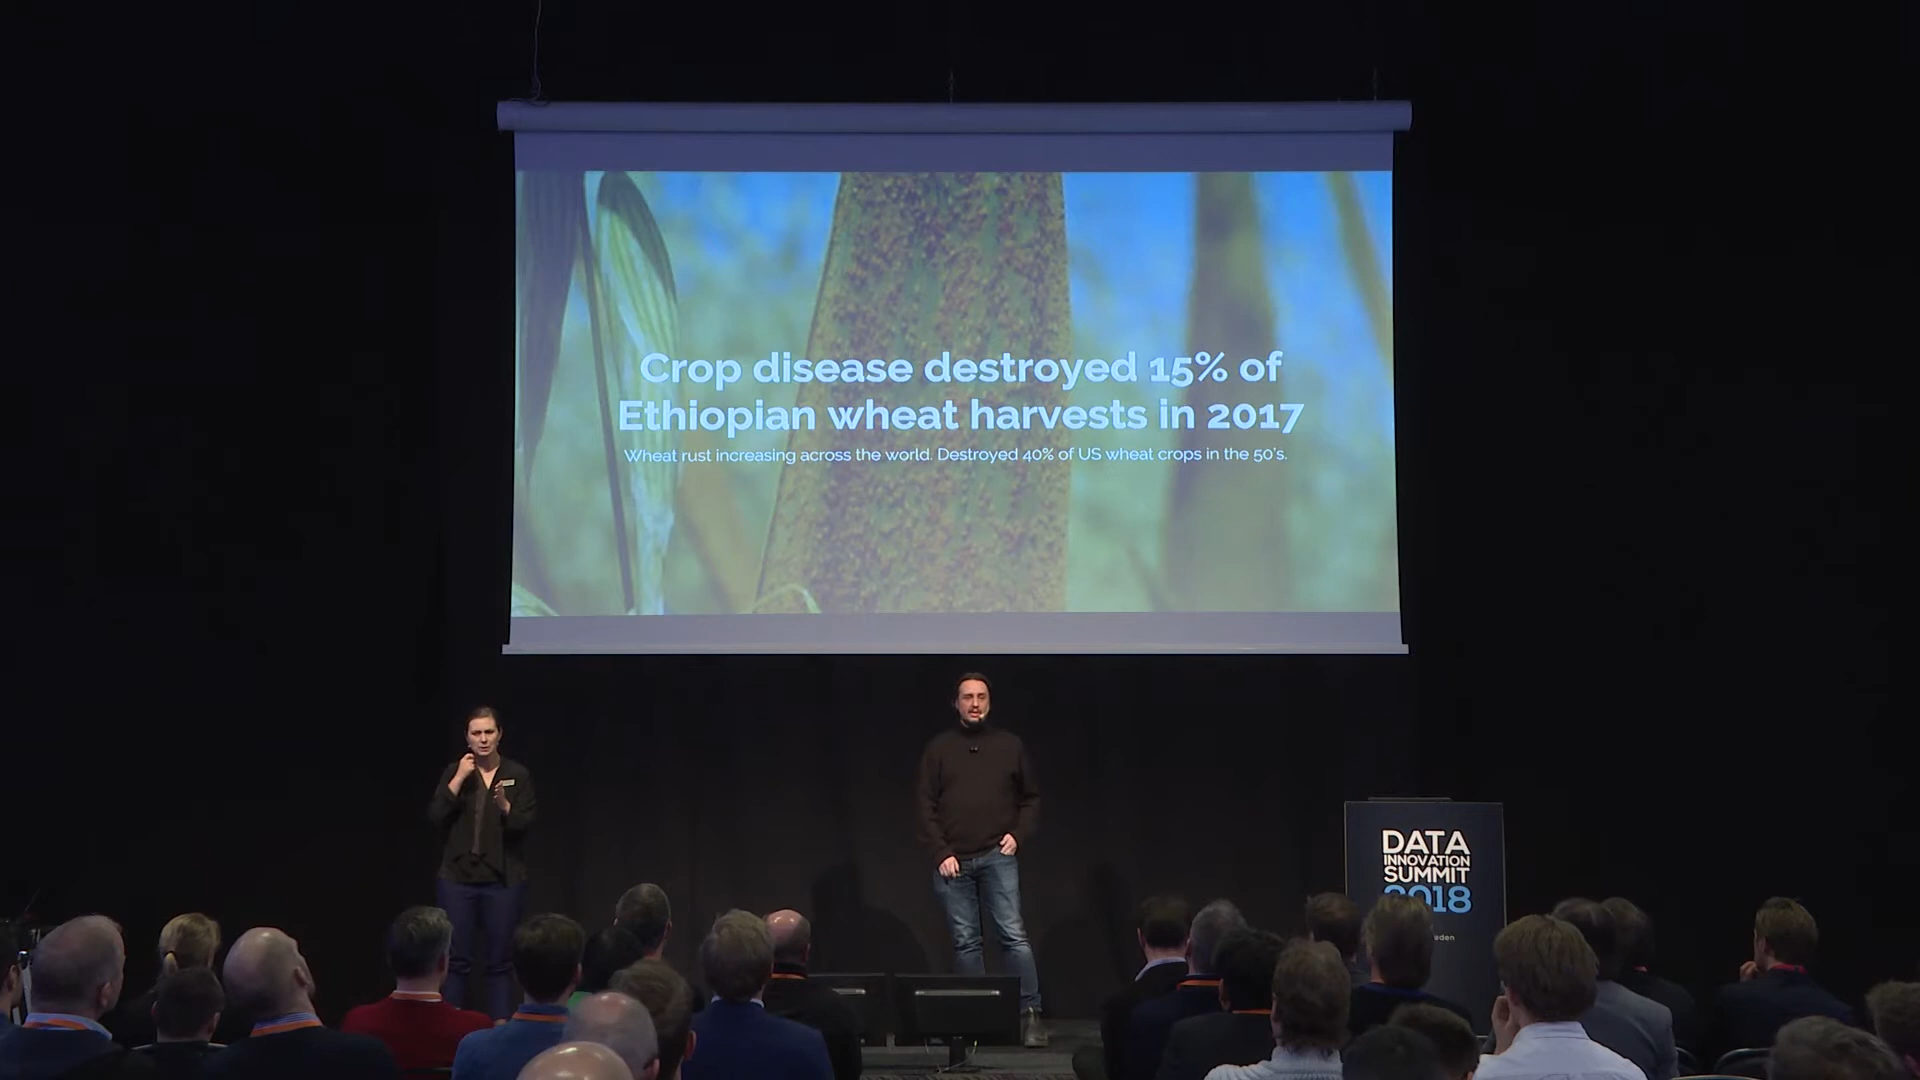 Crop disease destroyed 15% of
Ethiopian wheat harvests in 2017
Wheat rust increasing across the world. Destroyed 40% of US wheat crops in the 50's.
DATA
INNOVATION
SUMMIT
2018